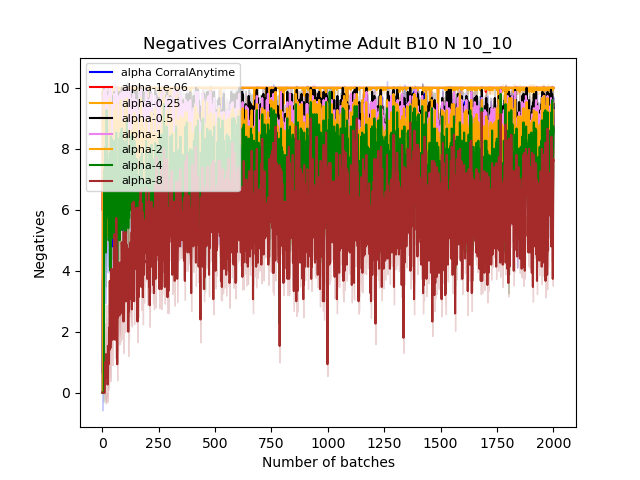 Negatives CorralAnytime Adult B10 N 10_10
alpha CorralAnytime
alpha-1e-06
alpha-0.25
alpha-0.5
alpha-1
alpha-2
alpha-4
alpha-8
10
8
6
4
2
0
Negatives
0 250 500 750 1000 1250 1500 1750 2000
Number of batches